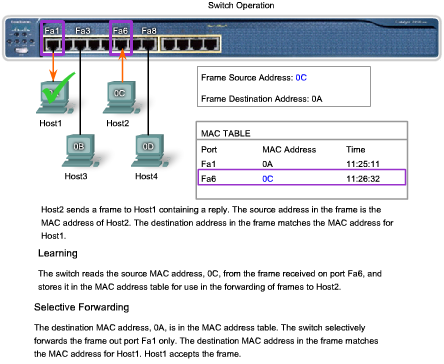 Switch Operation
Fa1 Fa3 Fa6 Fa8
Frame Source Address: 0C
Frame Destination Address: 0A
0C
Host1 Host2
0B 0D
Host3 Host4
MAC TABLE
Port MAC Address Time
Fa1 0A 11:25:11
Fa6 0C 11:26:32
Host2 sends a frame to Host1 containing a reply. The source address in the frame is the
MAC address of Host2. The destination address in the frame matches the MAC address for
Host1.
Learning
The switch reads the source MAC address, 0C, from the frame received on port Fa6, and
stores it in the MAC address table for use in the forwarding of frames to Host2.
Selective Forwarding
The destination MAC address, 0A, is in the MAC address table. The switch selectively
forwards the frame out port Fa1 only. The destination MAC address in the frame matches
the MAC address for Host1. Host1 accepts the frame.